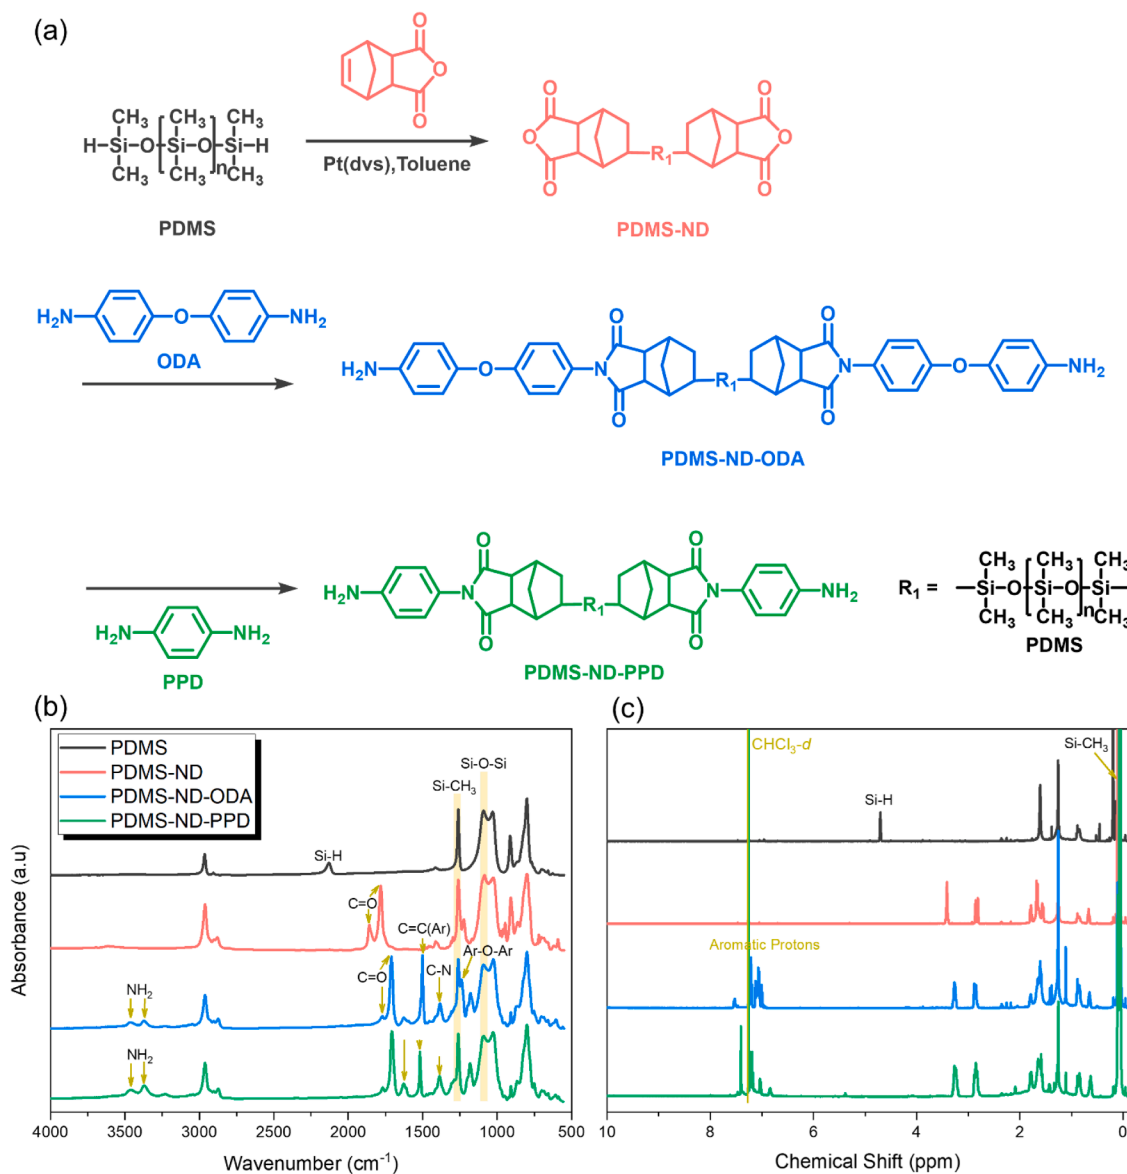 (a)
O
O
O
CH₃ CH₃ CH₃
H-Si-O-[Si-O]-Si-H
CH₃ CH₃ n CH₃
PDMS
Pt(dvs),Toluene
O O
O R₁ O
O O
PDMS-ND
H₂N O NH₂
ODA
O O
H₂N O N R₁ N O NH₂
O O
PDMS-ND-ODA
H₂N NH₂
PPD
O O
H₂N N R₁ N NH₂
O O
PDMS-ND-PPD
CH₃ CH₃ CH₃
R₁ = -Si-O-[Si-O]-Si-
CH₃ CH₃ n CH₃
PDMS
(b)
PDMS
PDMS-ND
PDMS-ND-ODA
PDMS-ND-PPD
Si-O-Si
Si-CH₃
Si-H
C=O
C=C(Ar)
Ar-O-Ar
C=O
C-N
NH₂
NH₂
Absorbance (a.u)
4000 3500 3000 2500 2000 1500 1000 500
Wavenumber (cm⁻¹)
(c)
CHCl₃-d
Si-CH₃
Si-H
Aromatic Protons
10 8 6 4 2 0
Chemical Shift (ppm)